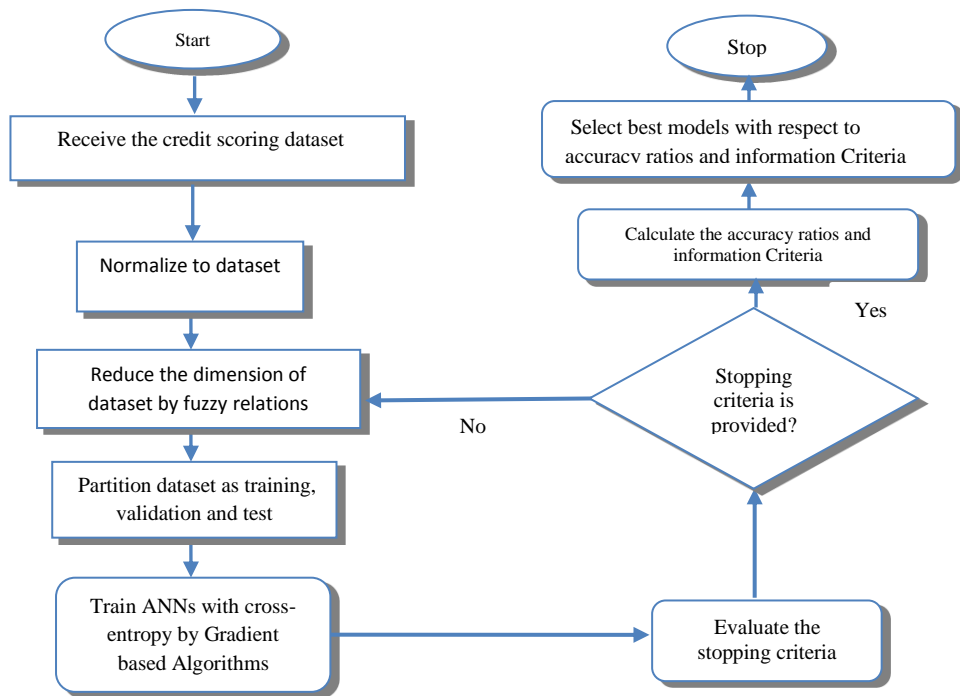 Start
Receive the credit scoring dataset
Normalize to dataset
Reduce the dimension of
dataset by fuzzy relations
Partition dataset as training,
validation and test
Train ANNs with cross-
entropy by Gradient
based Algorithms
Evaluate the
stopping criteria
Stopping
criteria is
provided?
No
Yes
Calculate the accuracy ratios and
information Criteria
Select best models with respect to
accuracy ratios and information Criteria
Stop